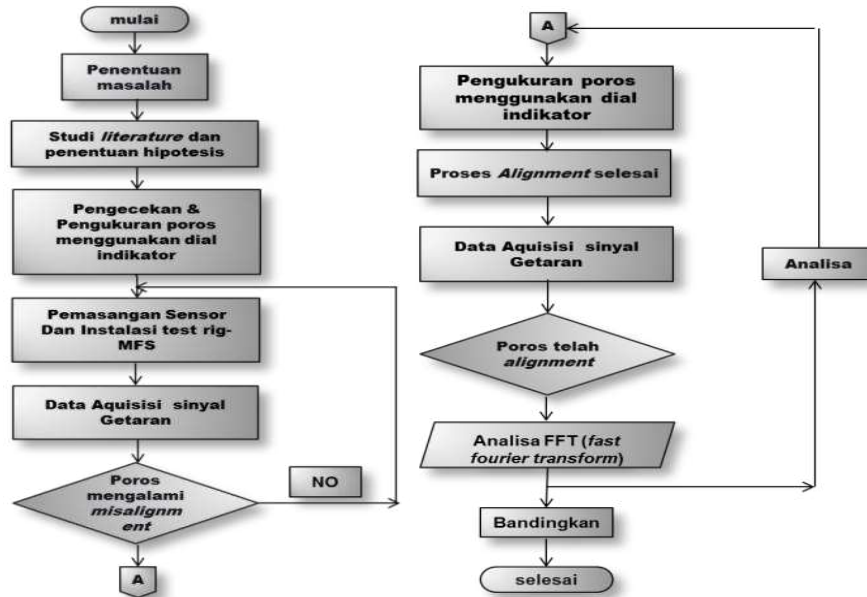 mulai
Penentuan
masalah
Studi literature dan
penentuan hipotesis
Pengecekan &
Pengukuran poros
menggunakan dial
indikator
Pemasangan Sensor
Dan Instalasi test rig-
MFS
Data Aquisisi sinyal
Getaran
Poros
mengalami
misalignm
ent
NO
A
A
Pengukuran poros
menggunakan dial
indikator
Proses Alignment selesai
Data Aquisisi sinyal
Getaran
Poros telah
alignment
Analisa FFT (fast
fourier transform)
Bandingkan
selesai
Analisa